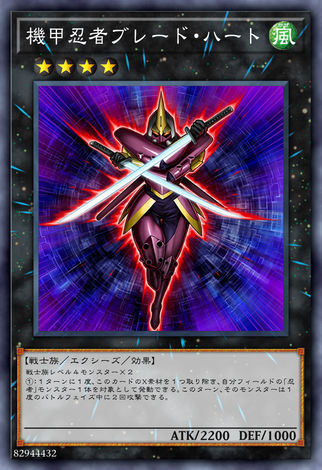 機甲忍者ブレード・ハート 風
[戦士族/エクシーズ/効果]
戦士族レベル4モンスター×2
①:1ターンに1度、このカードのX素材を1つ取り除き、自分フィールドの「忍
者」モンスター1体を対象として発動できる。このターン、そのモンスターは1
度のバトルフェイズ中に2回攻撃できる。
ATK/2200 DEF/1000
82944432